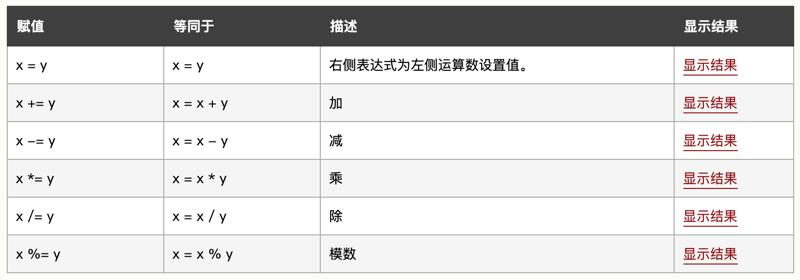 赋值 等同于 描述 显示结果
x = y x = y 右侧表达式为左侧运算数设置值。 显示结果
x += y x = x + y 加 显示结果
x −= y x = x − y 减 显示结果
x *= y x = x * y 乘 显示结果
x /= y x = x / y 除 显示结果
x %= y x = x % y 模数 显示结果